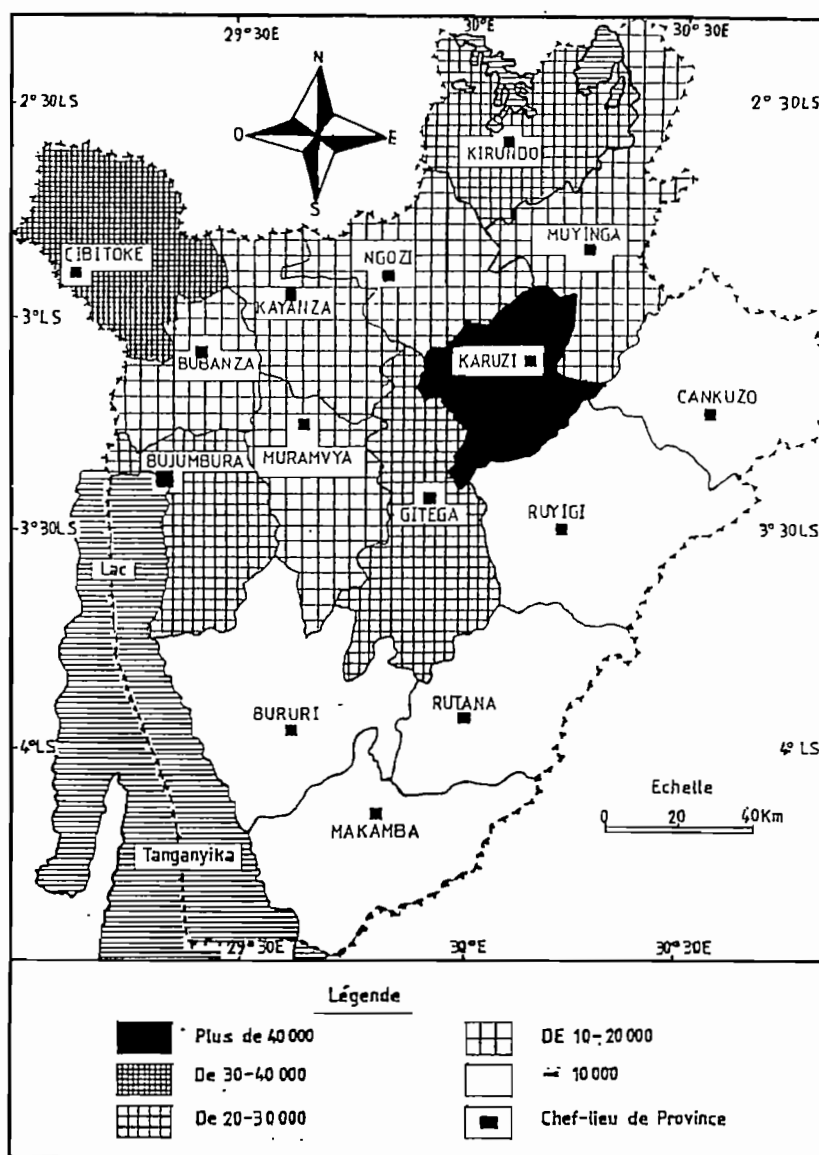 29°30E 30°E 30°30E
N
2°30LS 2°30LS
O E
S
KIRUNDO
MUYINGA
CIBITOKE NGOZI
KAYANZA
3°LS
BUBANZA KARUZI
CANKUZO
MURAMVYA
BUJUMBURA
GITEGA
RUYIGI
3°30LS 3°30LS
Lac
BURURI RUTANA
4°LS 4°LS
Echelle
0 20 40Km
MAKAMBA
Tanganyika
29°30E 30°E 30°30E
Légende
Plus de 40 000 DE 10-20 000
De 30-40 000 10 000
De 20-30 000 Chef-lieu de Province